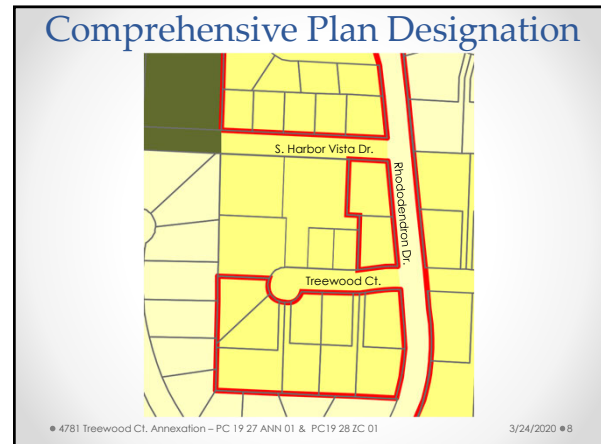 Comprehensive Plan Designation
S. Harbor Vista Dr.
Rhododendron Dr.
Treewood Ct.
● 4781 Treewood Ct. Annexation – PC 19 27 ANN 01 & PC19 28 ZC 01 3/24/2020 ●8